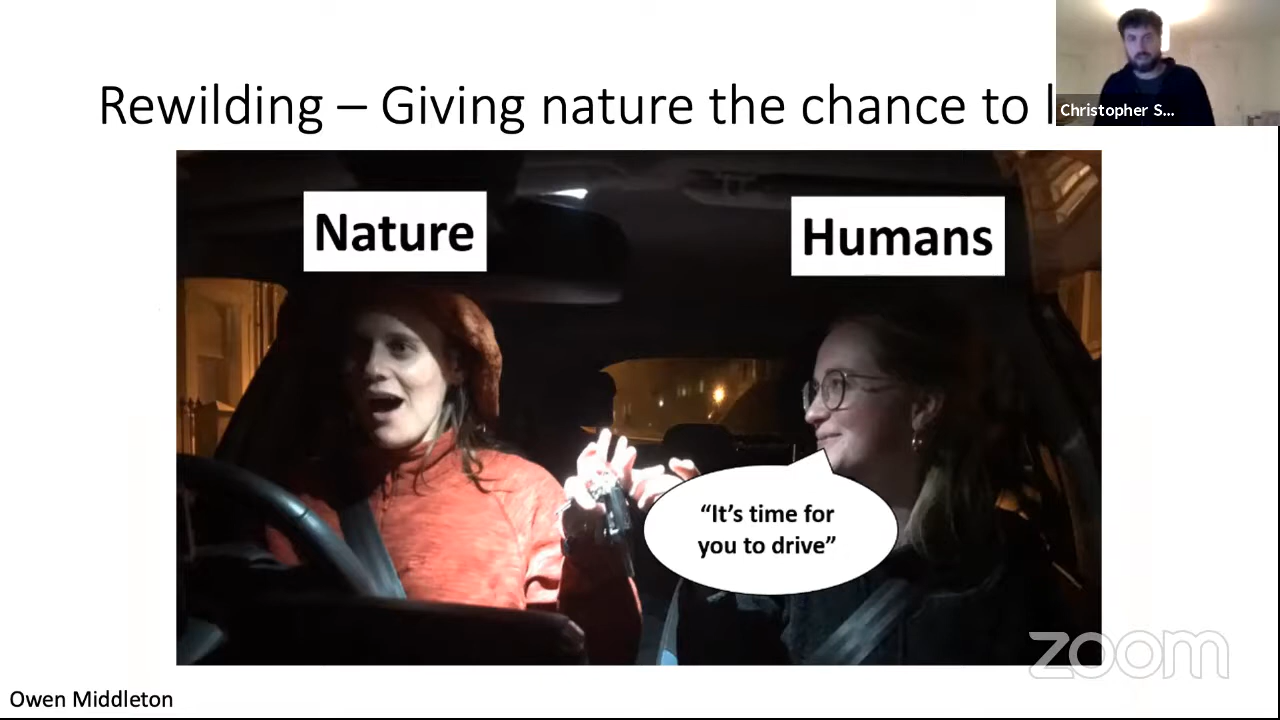 Rewilding – Giving nature the chance to
Christopher S...
Nature
Humans
“It’s time for
you to drive”
zoom
Owen Middleton